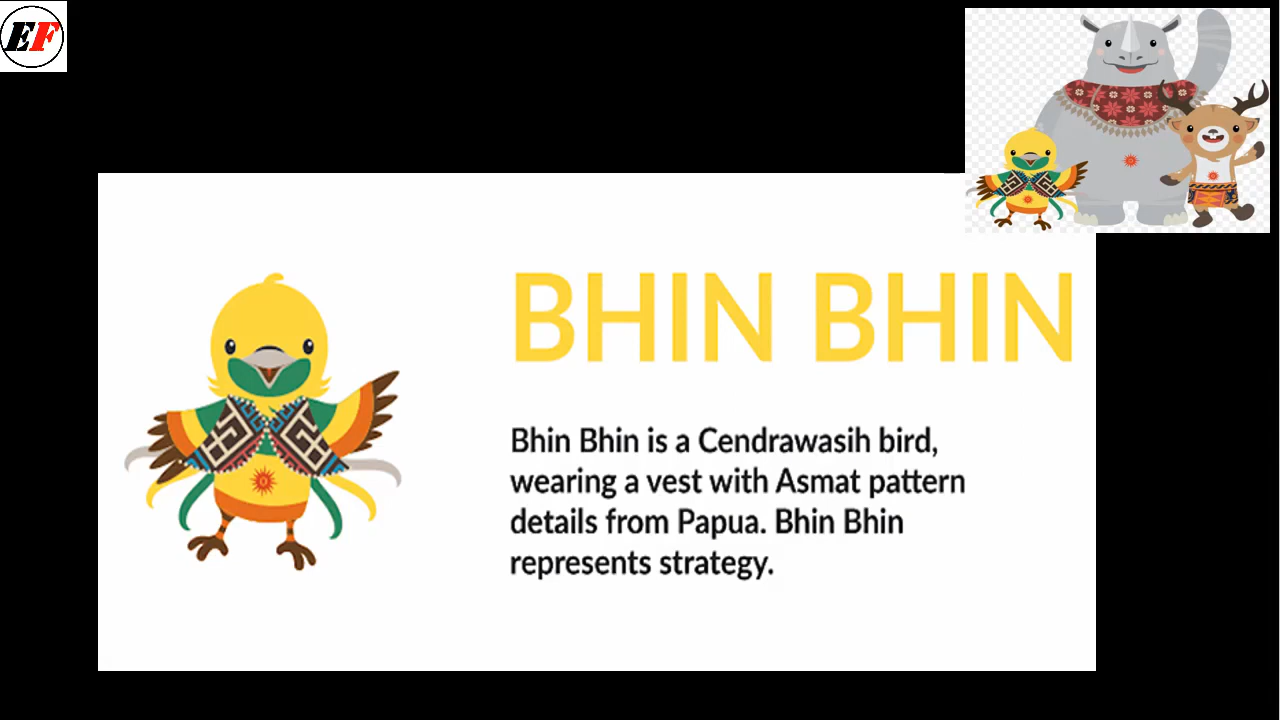 EF
BHIN BHIN
Bhin Bhin is a Cendrawasih bird,
wearing a vest with Asmat pattern
details from Papua. Bhin Bhin
represents strategy.